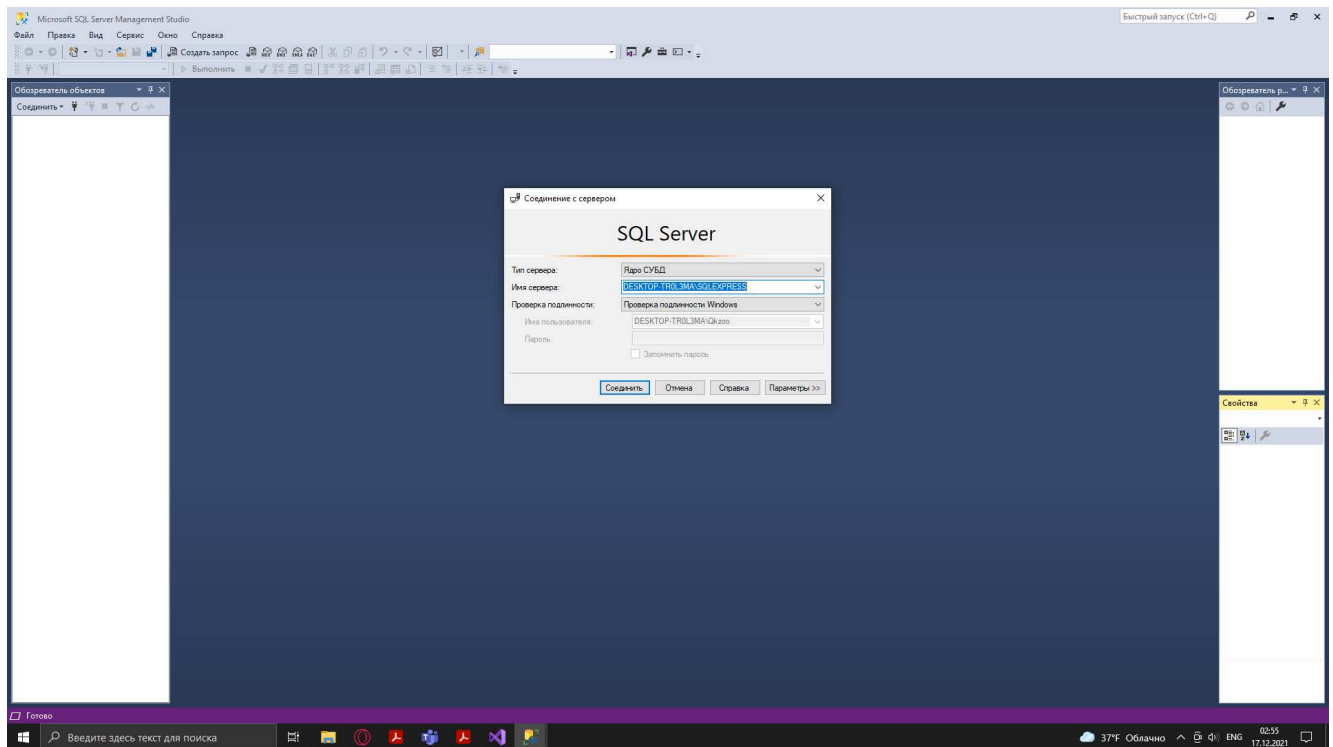 Microsoft SQL Server Management Studio
Быстрый запуск (Ctrl+Q)
Файл Правка Вид Сервис Окно Справка
Создать запрос
Выполнить
Обозреватель объектов
Обозреватель р...
Соединить
Соединение с сервером
SQL Server
Тип сервера: Ядро СУБД
Имя сервера: DESKTOP-TR0L3MA\SQLEXPRESS
Проверка подлинности: Проверка подлинности Windows
Имя пользователя: DESKTOP-TR0L3MA\Qkzoo
Пароль:
Запомнить пароль
Соединить Отмена Справка Параметры >>
Свойства
Готово
Введите здесь текст для поиска
37°F Облачно
ENG
02:55
17.12.2021